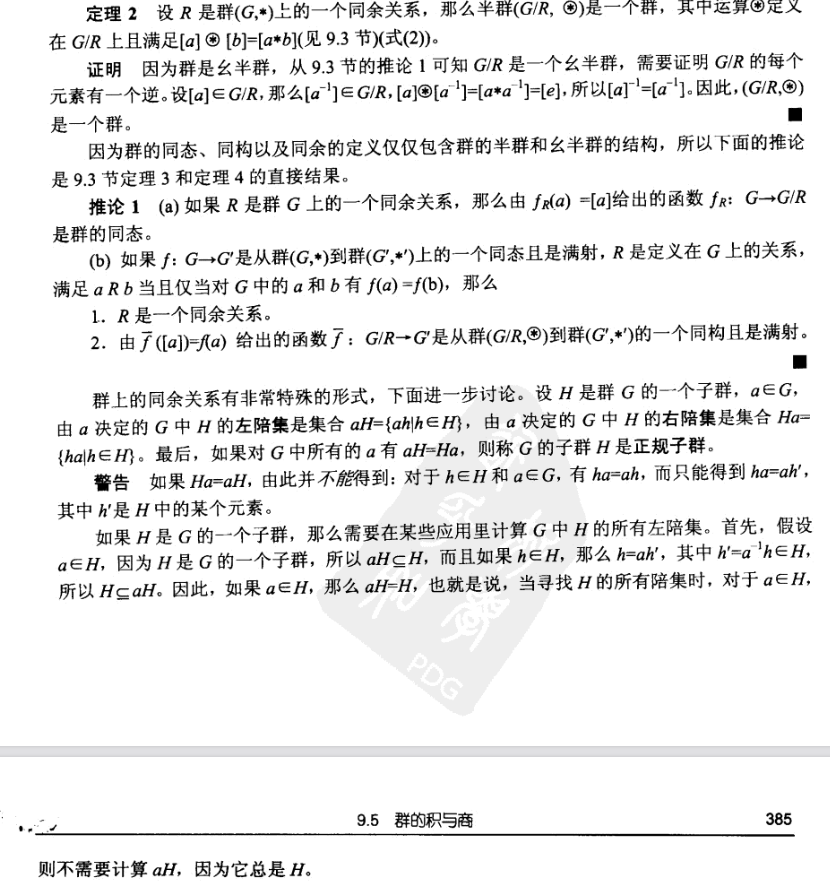 定理 2 设 R 是群(G,*)上的一个同余关系，那么半群(G/R, ⊛)是一个群，其中运算⊛定义
在 G/R 上且满足[a] ⊛ [b]=[a*b](见 9.3 节)(式(2))。
证明 因为群是幺半群，从 9.3 节的推论 1 可知 G/R 是一个幺半群，需要证明 G/R 的每个
元素有一个逆。设[a]∈G/R，那么[a⁻¹]∈G/R，[a]⊛[a⁻¹]=[a*a⁻¹]=[e]，所以[a]⁻¹=[a⁻¹]。因此，(G/R,⊛)
是一个群。 ■
因为群的同态、同构以及同余的定义仅仅包含群的半群和幺半群的结构，所以下面的推论
是 9.3 节定理 3 和定理 4 的直接结果。
推论 1 (a) 如果 R 是群 G 上的一个同余关系，那么由 f_R(a) =[a]给出的函数 f_R：G→G/R
是群的同态。
(b) 如果 f：G→G'是从群(G,*)到群(G',*')上的一个同态且是满射，R 是定义在 G 上的关系，
满足 a R b 当且仅当对 G 中的 a 和 b 有 f(a) =f(b)，那么
1．R 是一个同余关系。
2．由 f̄ ([a])=f(a) 给出的函数 f̄ ：G/R→G'是从群(G/R,⊛)到群(G',*')的一个同构且是满射。
■
群上的同余关系有非常特殊的形式，下面进一步讨论。设 H 是群 G 的一个子群，a∈G，
由 a 决定的 G 中 H 的左陪集是集合 aH={ah|h∈H}，由 a 决定的 G 中 H 的右陪集是集合 Ha=
{ha|h∈H}。最后，如果对 G 中所有的 a 有 aH=Ha，则称 G 的子群 H 是正规子群。
警告 如果 Ha=aH，由此并不能得到：对于 h∈H 和 a∈G，有 ha=ah，而只能得到 ha=ah'，
其中 h'是 H 中的某个元素。
如果 H 是 G 的一个子群，那么需要在某些应用里计算 G 中 H 的所有左陪集。首先，假设
a∈H，因为 H 是 G 的一个子群，所以 aH⊆H，而且如果 h∈H，那么 h=ah'，其中 h'=a⁻¹h∈H，
所以 H⊆aH。因此，如果 a∈H，那么 aH=H，也就是说，当寻找 H 的所有陪集时，对于 a∈H，
PDG
9.5 群的积与商 385
则不需要计算 aH，因为它总是 H。